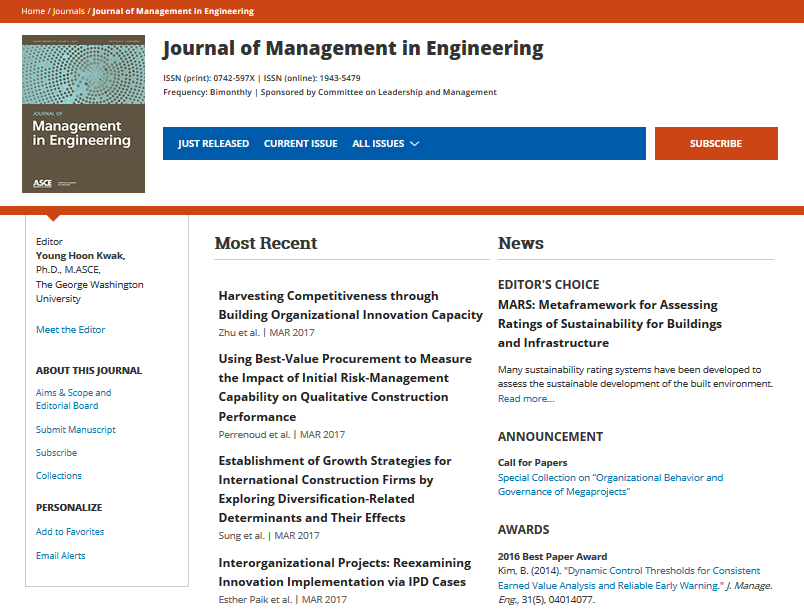 Home / Journals / Journal of Management in Engineering
JOURNAL OF
Management
in Engineering
ASCE
Journal of Management in Engineering
ISSN (print): 0742-597X | ISSN (online): 1943-5479
Frequency: Bimonthly | Sponsored by Committee on Leadership and Management
JUST RELEASED CURRENT ISSUE ALL ISSUES
SUBSCRIBE
Editor
Young Hoon Kwak,
Ph.D., M.ASCE,
The George Washington
University
Meet the Editor
ABOUT THIS JOURNAL
Aims & Scope and
Editorial Board
Submit Manuscript
Subscribe
Collections
PERSONALIZE
Add to Favorites
Email Alerts
Most Recent
Harvesting Competitiveness through
Building Organizational Innovation Capacity
Zhu et al. | MAR 2017
Using Best-Value Procurement to Measure
the Impact of Initial Risk-Management
Capability on Qualitative Construction
Performance
Perrenoud et al. | MAR 2017
Establishment of Growth Strategies for
International Construction Firms by
Exploring Diversification-Related
Determinants and Their Effects
Sung et al. | MAR 2017
Interorganizational Projects: Reexamining
Innovation Implementation via IPD Cases
Esther Paik et al. | MAR 2017
News
EDITOR'S CHOICE
MARS: Metaframework for Assessing
Ratings of Sustainability for Buildings
and Infrastructure
Many sustainability rating systems have been developed to
assess the sustainable development of the built environment.
Read more...
ANNOUNCEMENT
Call for Papers
Special Collection on "Organizational Behavior and
Governance of Megaprojects"
AWARDS
2016 Best Paper Award
Kim, B. (2014). "Dynamic Control Thresholds for Consistent
Earned Value Analysis and Reliable Early Warning." J. Manage.
Eng., 31(5), 04014077.